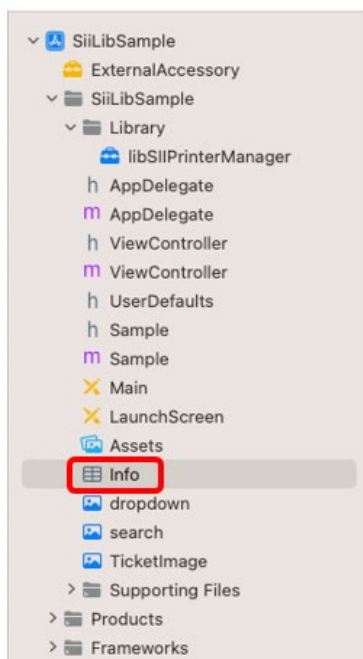 SiiLibSample
ExternalAccessory
SiiLibSample
Library
libSIIPrinterManager
h AppDelegate
m AppDelegate
h ViewController
m ViewController
h UserDefaults
h Sample
m Sample
Main
LaunchScreen
Assets
Info
dropdown
search
TicketImage
Supporting Files
Products
Frameworks